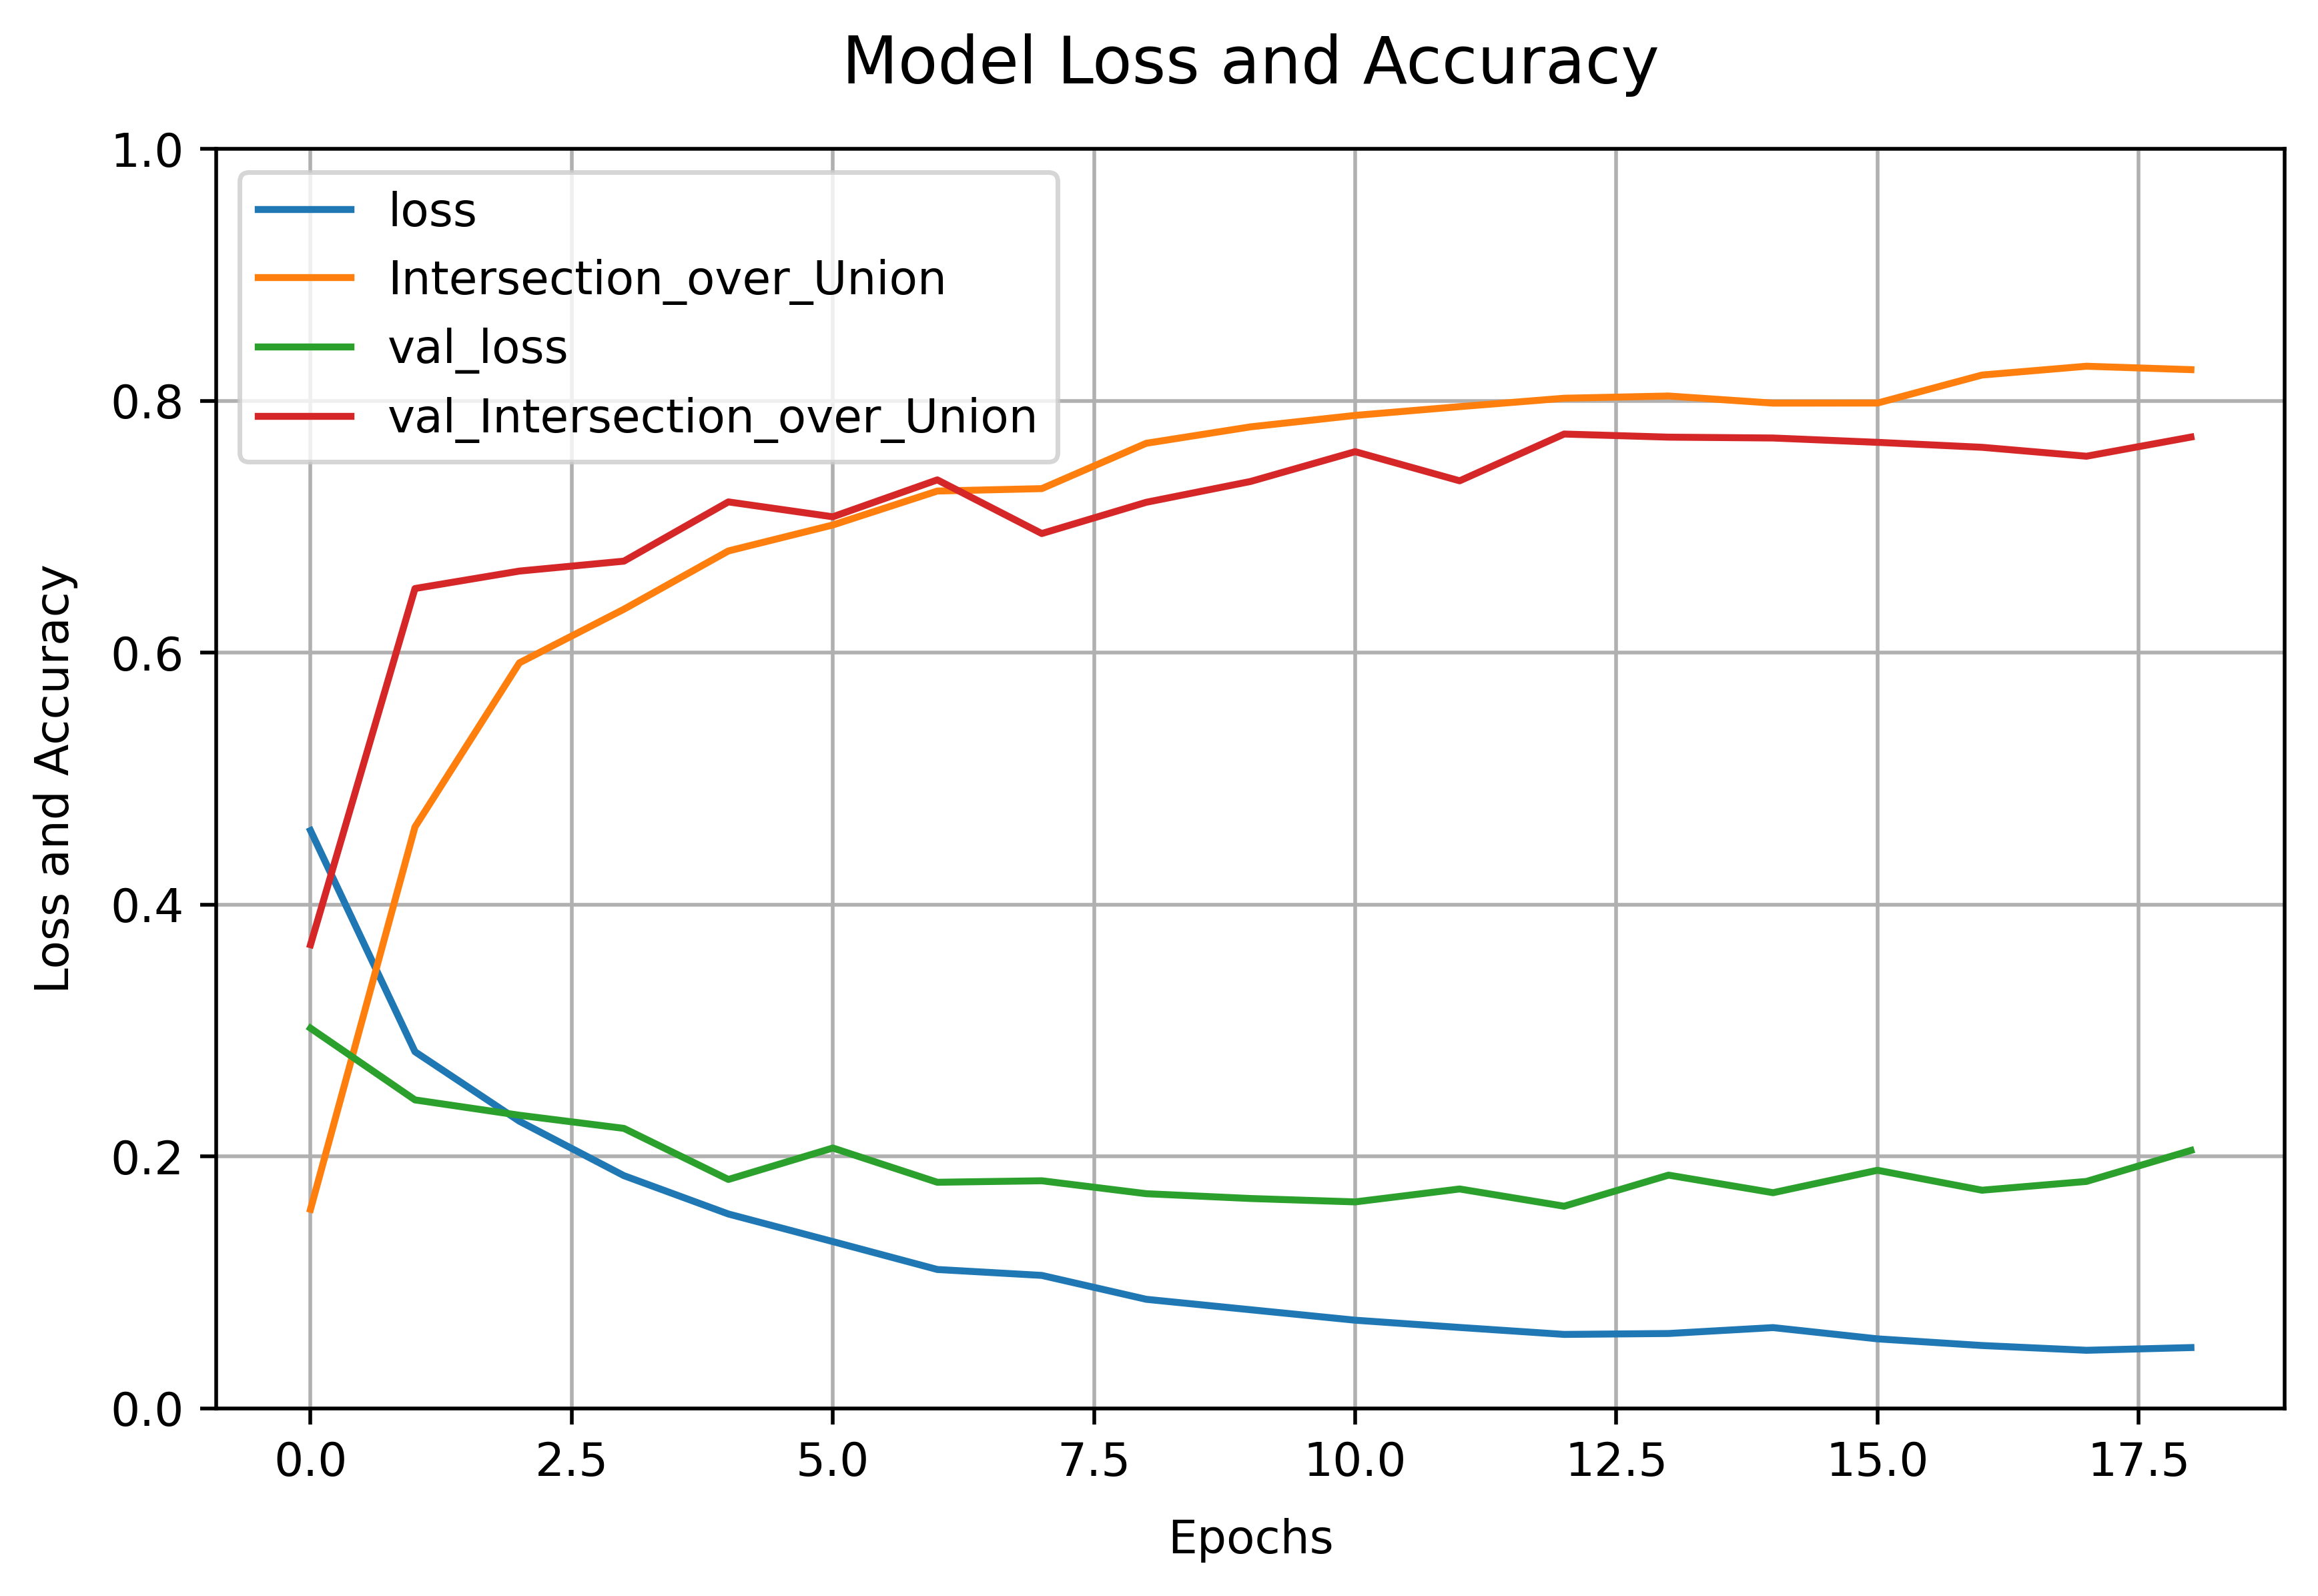 Model Loss and Accuracy
1.0
0.8
0.6
0.4
0.2
0.0
Loss and Accuracy
loss
Intersection_over_Union
val_loss
val_Intersection_over_Union
0.0 2.5 5.0 7.5 10.0 12.5 15.0 17.5
Epochs